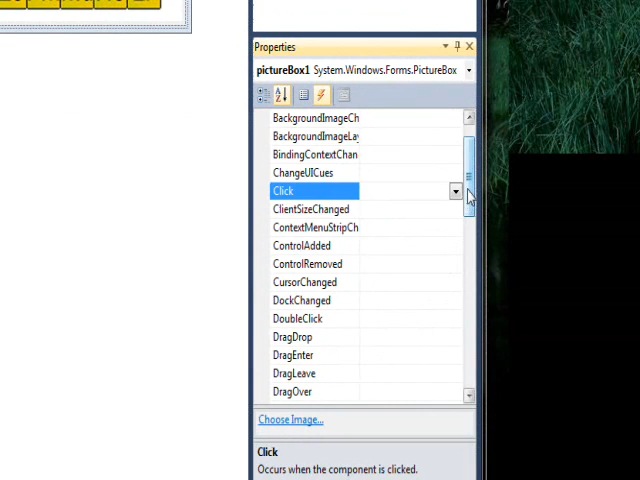 Properties
pictureBox1 System.Windows.Forms.PictureBox
BackgroundImageCh
BackgroundImageLay
BindingContextChan
ChangeUICues
Click
ClientSizeChanged
ContextMenuStripCh
ControlAdded
ControlRemoved
CursorChanged
DockChanged
DoubleClick
DragDrop
DragEnter
DragLeave
DragOver
Choose Image...
Click
Occurs when the component is clicked.